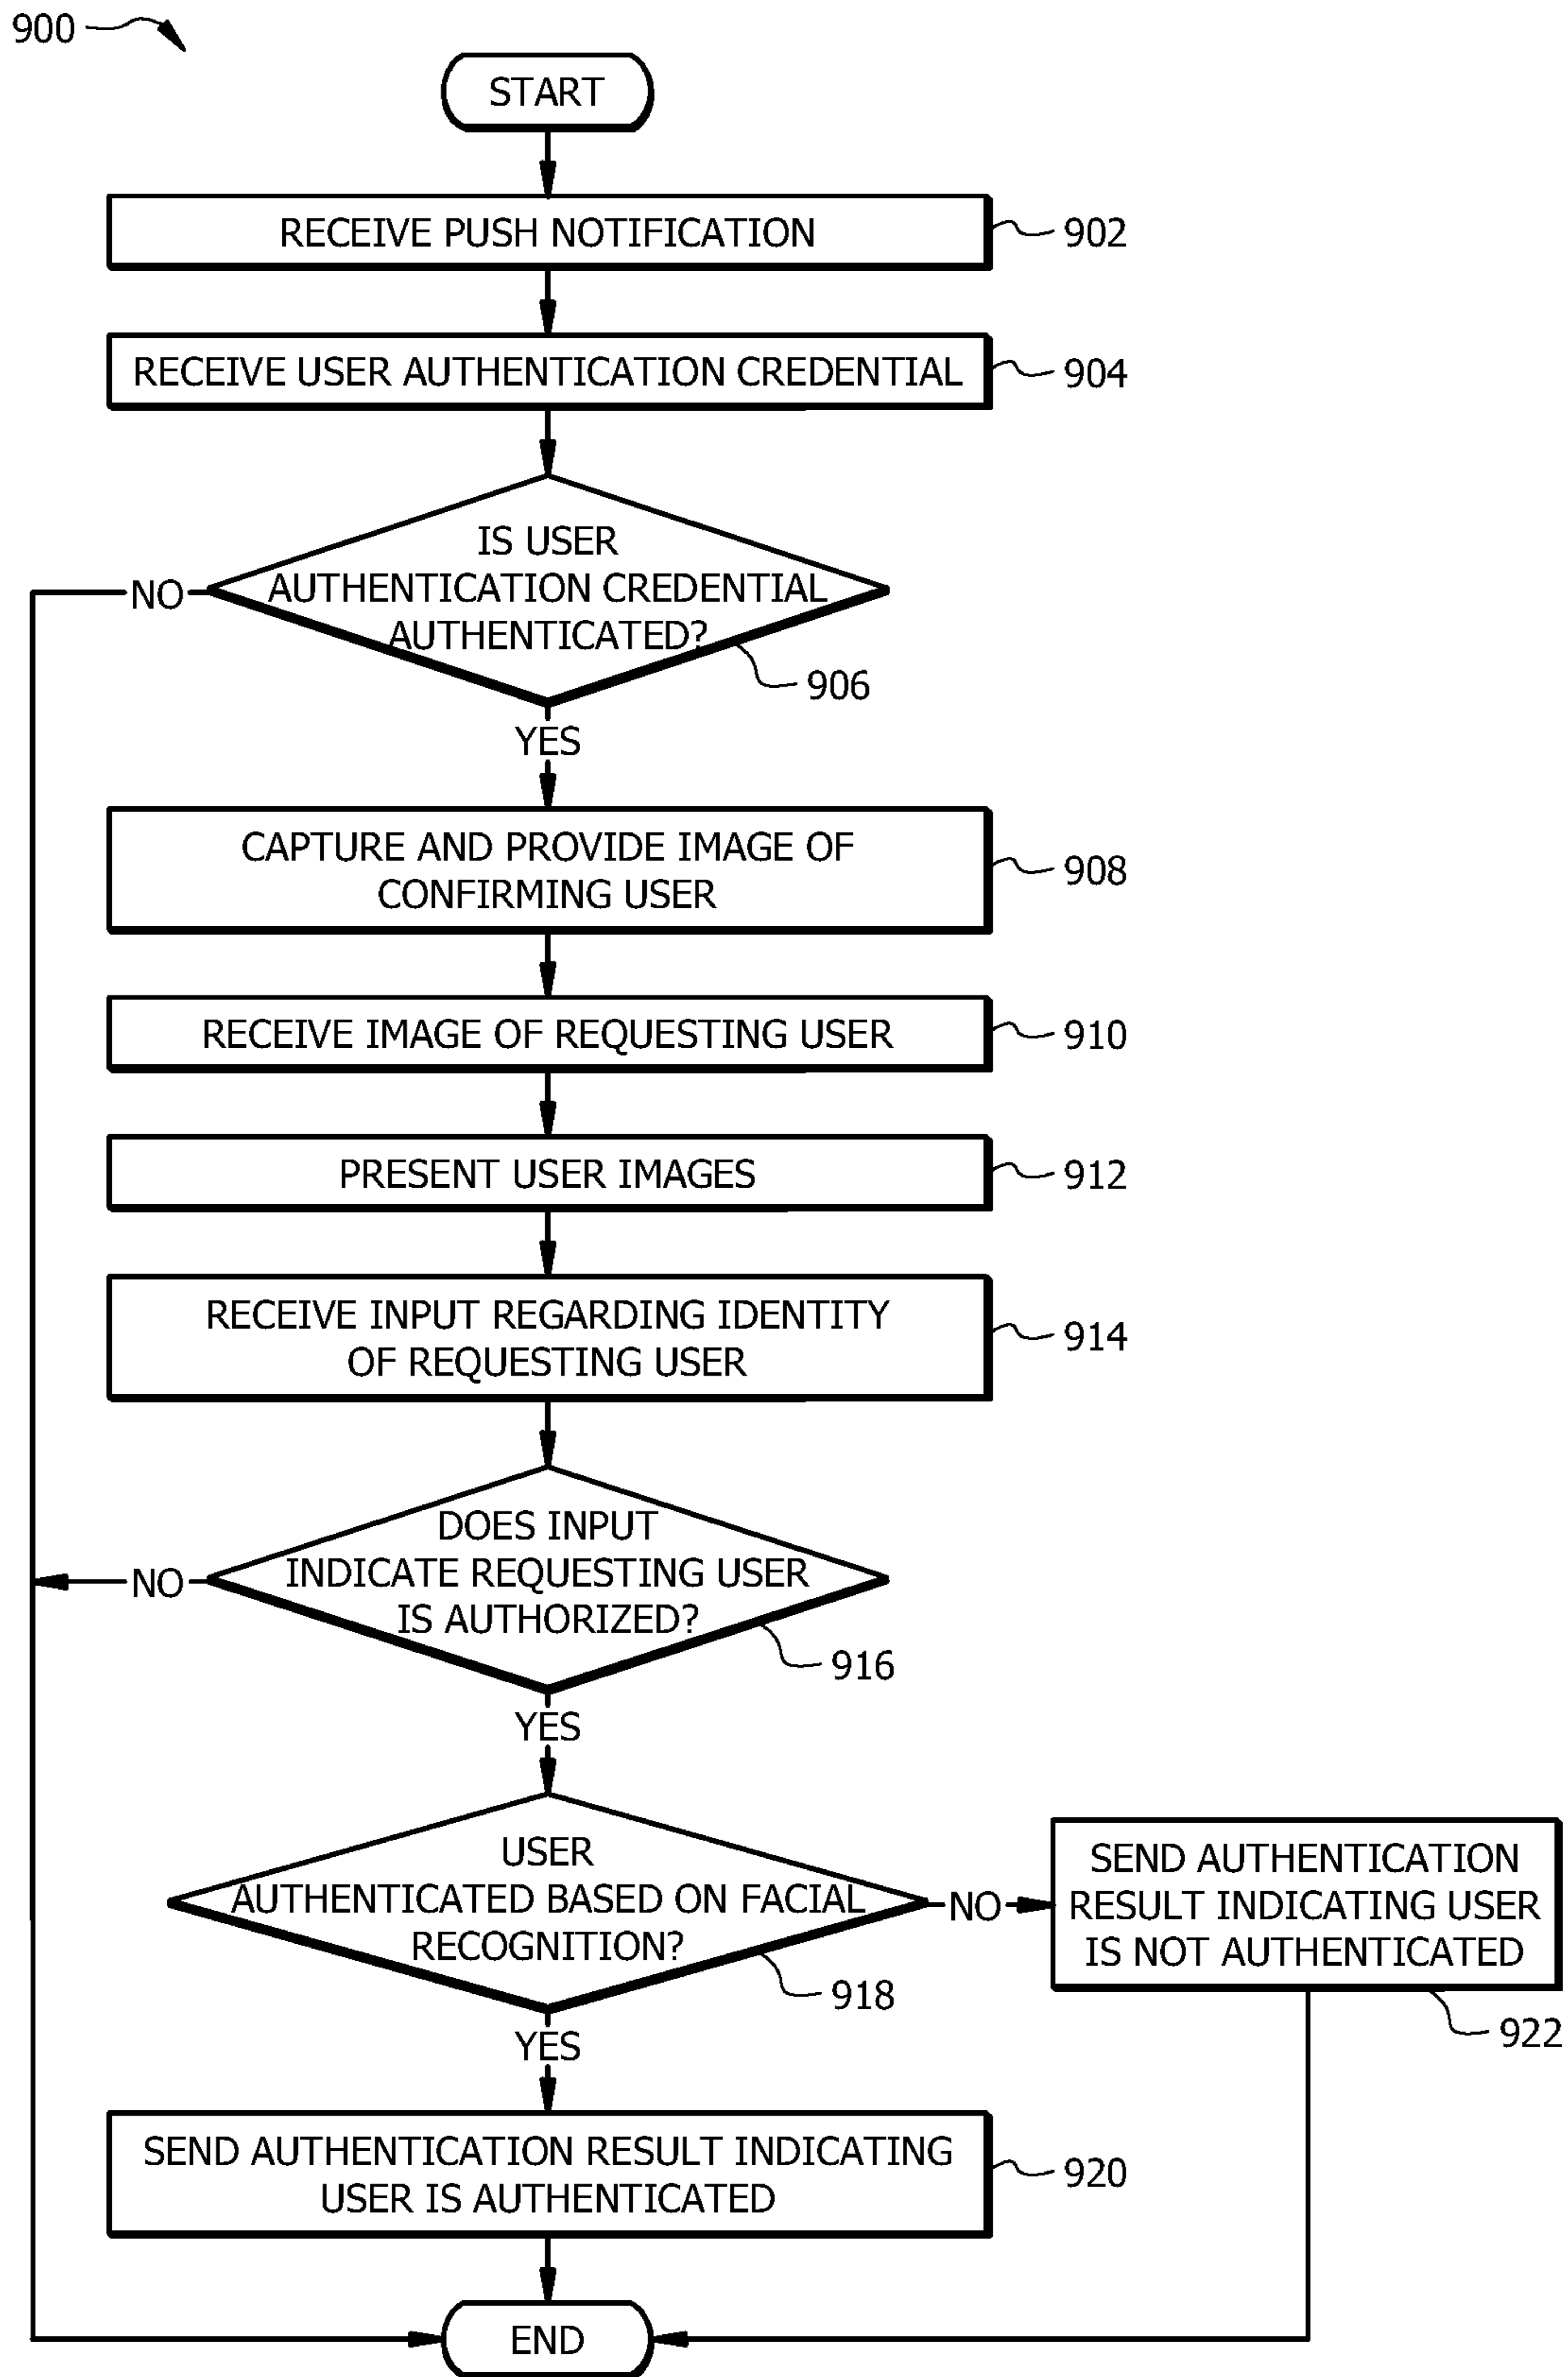 900
START
RECEIVE PUSH NOTIFICATION
902
RECEIVE USER AUTHENTICATION CREDENTIAL
904
IS USER
AUTHENTICATION CREDENTIAL
AUTHENTICATED?
906
NO
YES
CAPTURE AND PROVIDE IMAGE OF
CONFIRMING USER
908
RECEIVE IMAGE OF REQUESTING USER
910
PRESENT USER IMAGES
912
RECEIVE INPUT REGARDING IDENTITY
OF REQUESTING USER
914
DOES INPUT
INDICATE REQUESTING USER
IS AUTHORIZED?
916
NO
YES
USER
AUTHENTICATED BASED ON FACIAL
RECOGNITION?
918
NO
SEND AUTHENTICATION
RESULT INDICATING USER
IS NOT AUTHENTICATED
922
YES
SEND AUTHENTICATION RESULT INDICATING
USER IS AUTHENTICATED
920
END